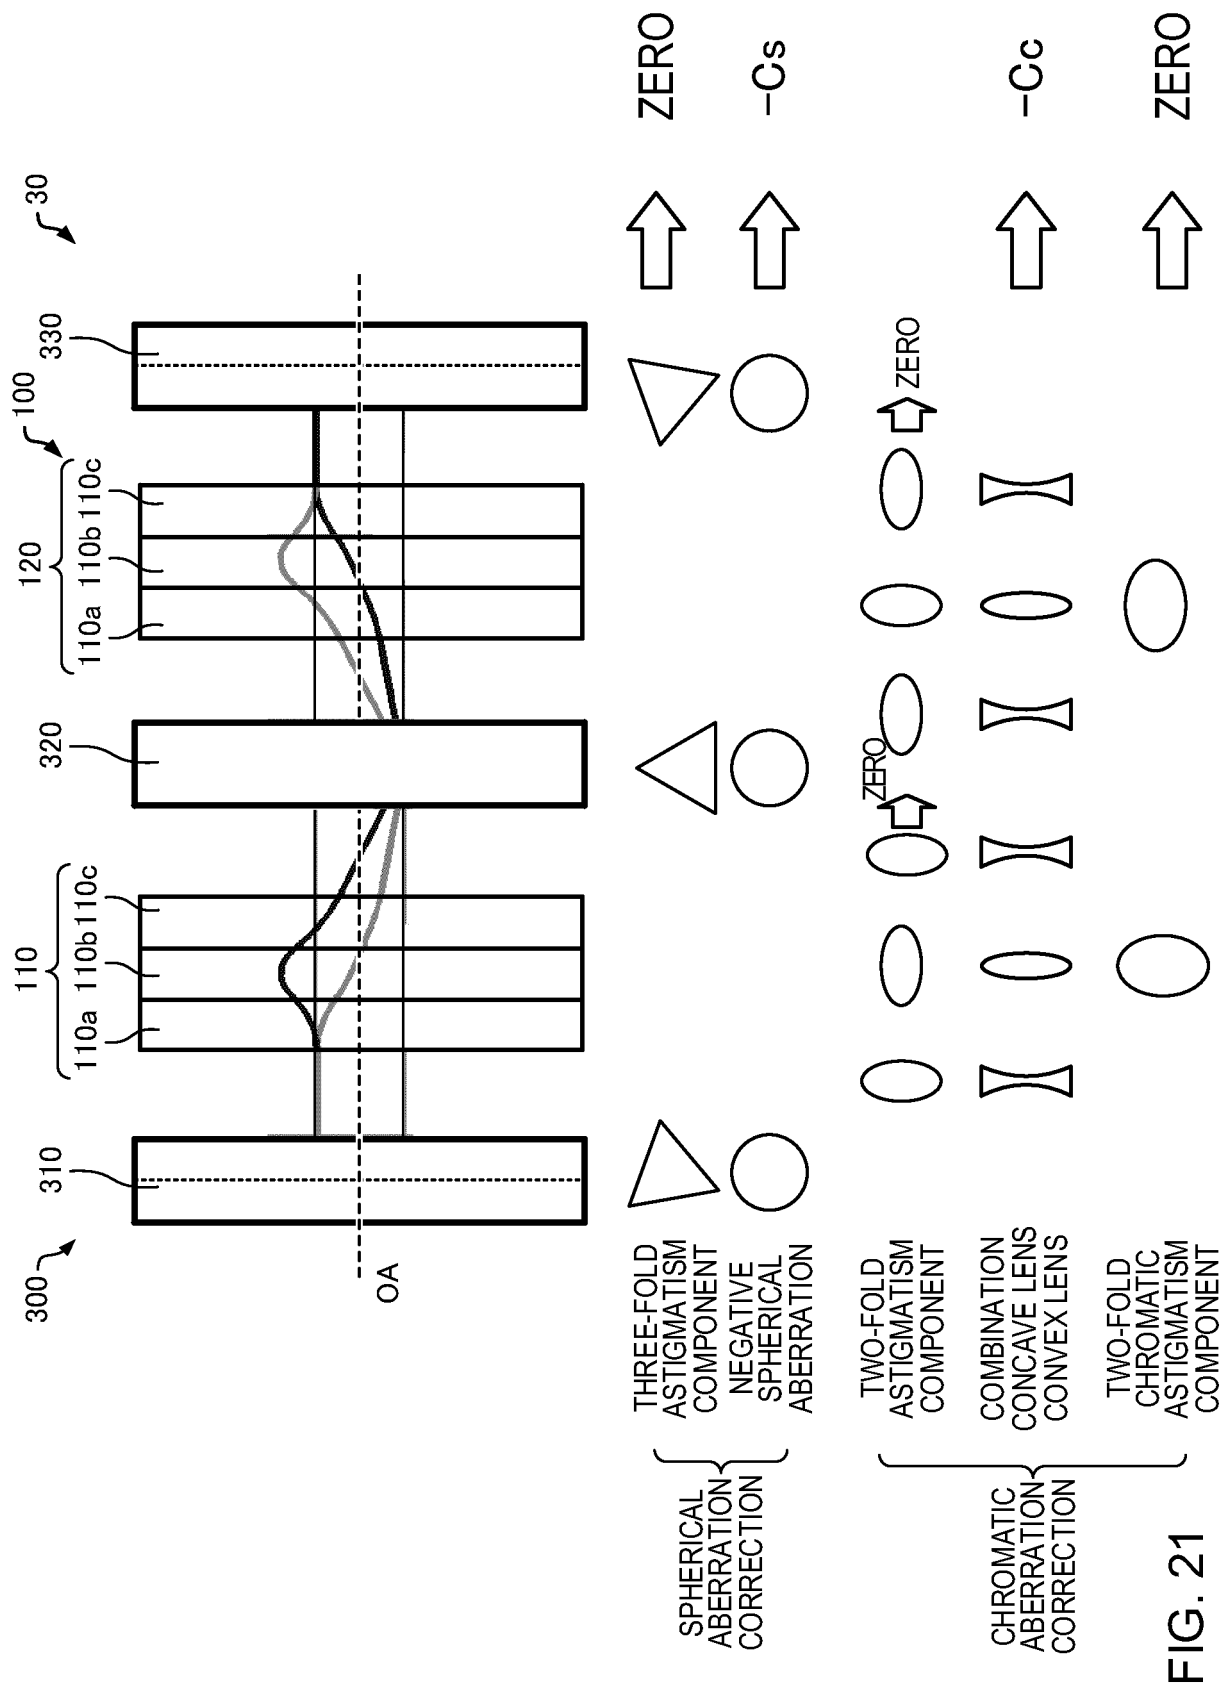 300
30
310
110
110a
110b
110c
320
120
100
110a
110b
110c
330
OA
SPHERICAL
ABERRATION
CORRECTION
THREE-FOLD
ASTIGMATISM
COMPONENT
ZERO
NEGATIVE
SPHERICAL
ABERRATION
–Cs
CHROMATIC
ABERRATION
CORRECTION
TWO-FOLD
ASTIGMATISM
COMPONENT
ZERO
ZERO
COMBINATION
CONCAVE LENS
CONVEX LENS
–Cc
TWO-FOLD
CHROMATIC
ASTIGMATISM
COMPONENT
ZERO
FIG. 21